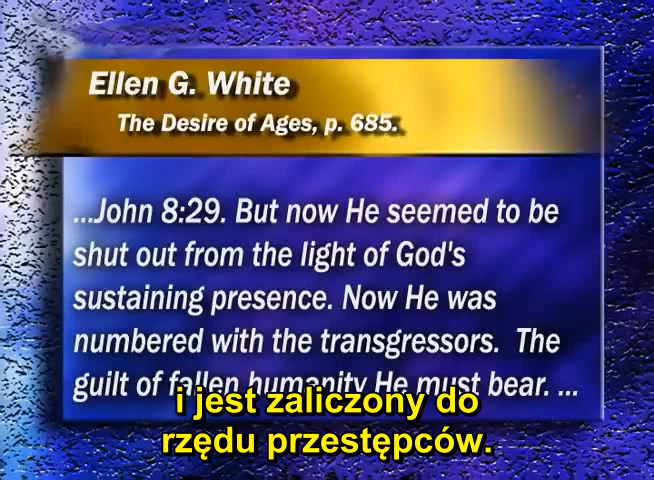 Ellen G. White
The Desire of Ages, p. 685.
...John 8:29. But now He seemed to be
shut out from the light of God's
sustaining presence. Now He was
numbered with the transgressors.  The
guilt of fallen humanity He must bear. ...
i jest zaliczony do
rzędu przestępców.